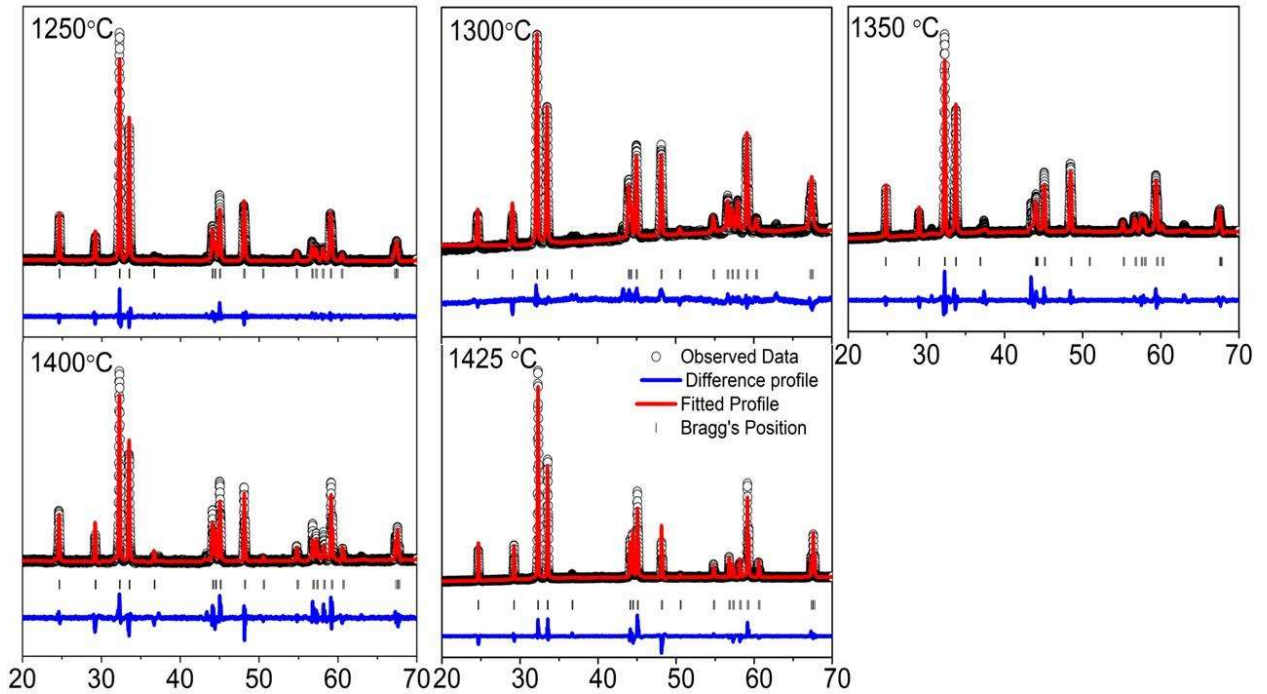 1250°C
1300°C
1350 °C
20 30 40 50 60 70
1400°C
1425 °C
Observed Data
Difference profile
Fitted Profile
Bragg's Position
20 30 40 50 60 70
20 30 40 50 60 70